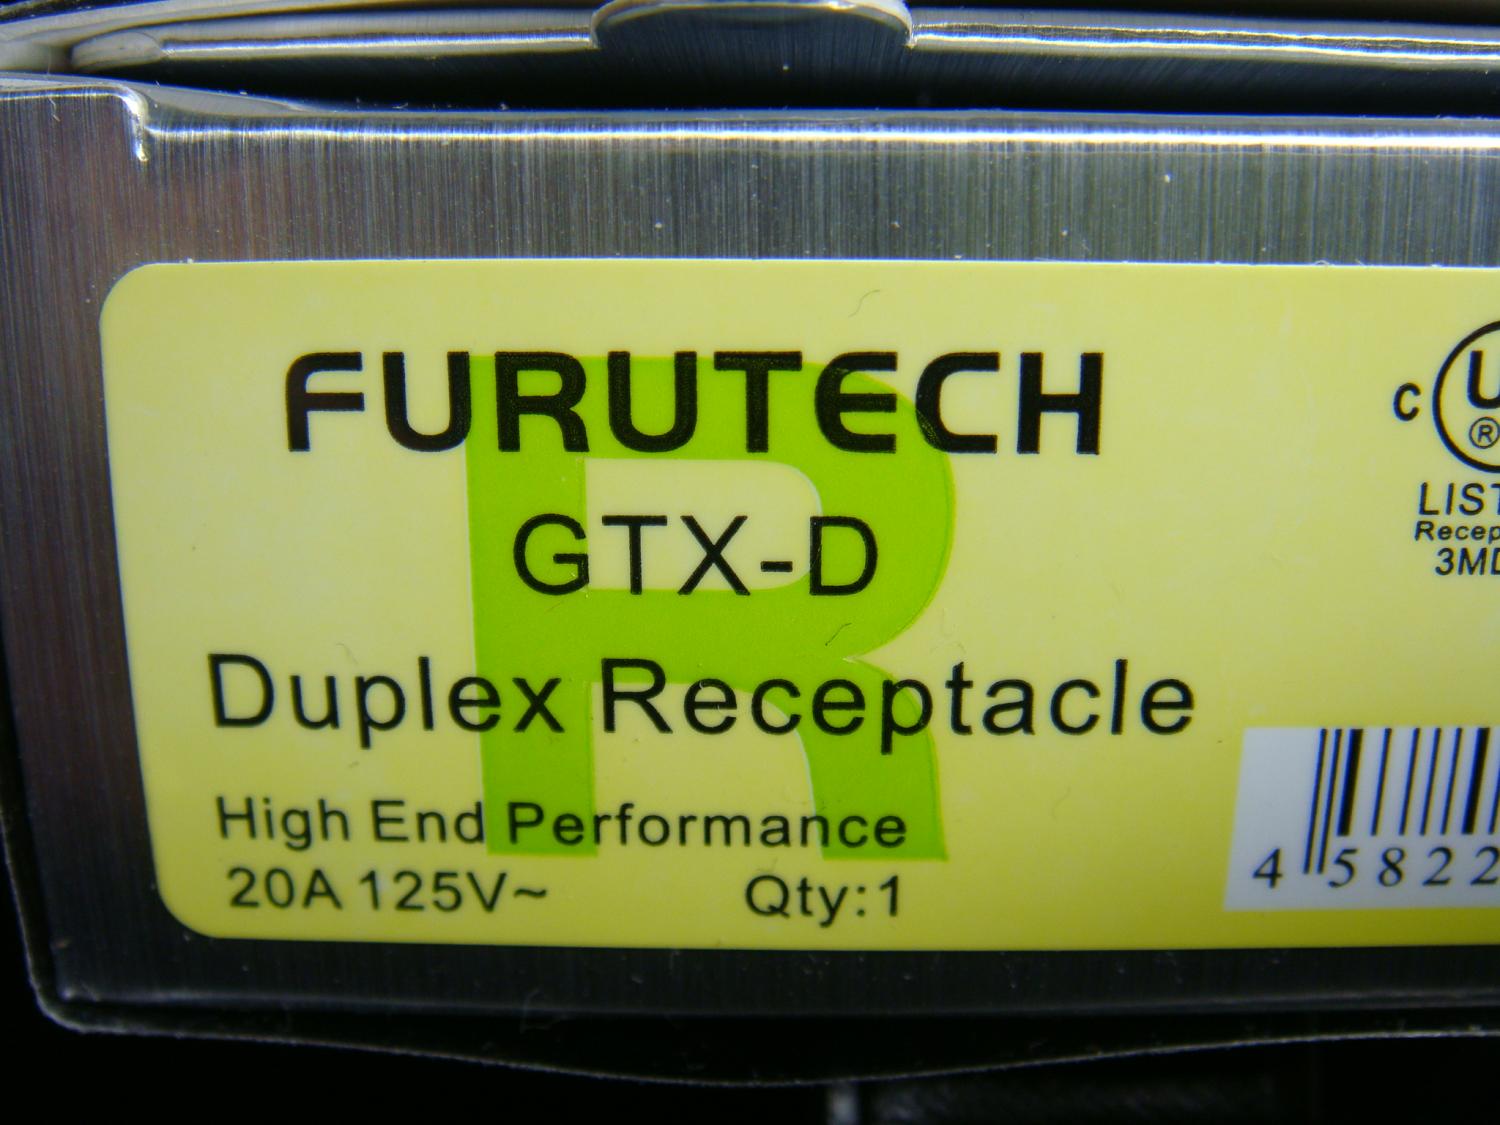 FURUTECH
R
GTX-D
Duplex Receptacle
High End Performance
20A 125V~ Qty:1
C U
®
LIST
Recep
3MD
4 5822